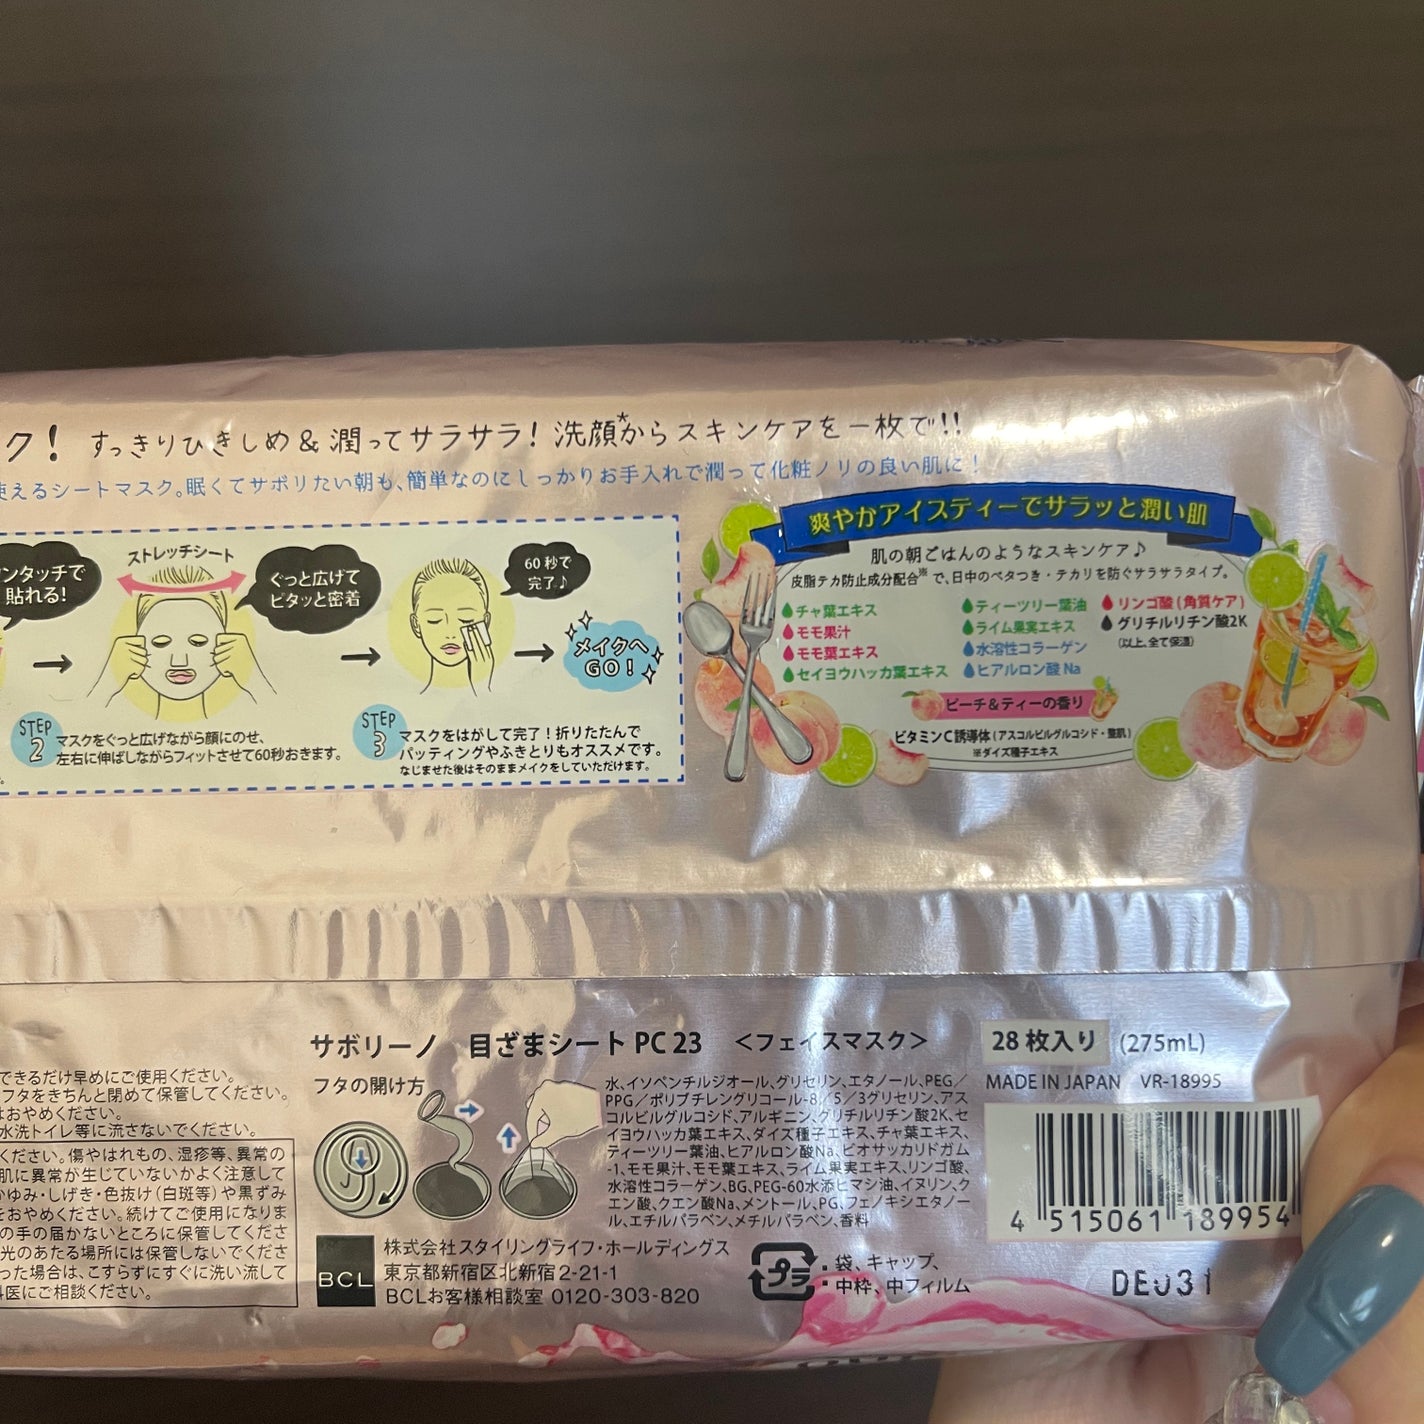 ク! すっきりひきしめ&潤ってサラサラ! 洗顔*からスキンケアを一枚で!!
使えるシートマスク。眠くてサボりたい朝も、簡単なのにしっかりお手入れで潤って化粧ノリの良い肌に!
ンタッチで
貼れる!
ストレッチシート
ぐっと広げて
ピタッと密着
60秒で
完了♪
メイクへ
GO!
STEP
2
マスクをぐっと広げながら顔にのせ、
左右に伸ばしながらフィットさせて60秒おきます。
STEP
3
マスクをはがして完了!折りたたんで
パッティングやふきとりもオススメです。
なじませた後はそのままメイクをしていただけます。
爽やかアイスティーでサラッと潤い肌
肌の朝ごはんのようなスキンケア♪
皮脂テカ防止成分配合※で、日中のベタつき・テカリを防ぐサラサラタイプ。
チャ葉エキス
モモ果汁
モモ葉エキス
セイヨウハッカ葉エキス
ティーツリー葉油
ライム果実エキス
水溶性コラーゲン
ヒアルロン酸Na
リンゴ酸(角質ケア)
グリチルリチン酸2K
(以上、全て保湿)
ピーチ&ティーの香り
ビタミンC誘導体(アスコルビルグルコシド・整肌)
※ダイズ種子エキス
できるだけ早めにご使用ください。
フタをきちんと閉めて保管してください。
はおやめください。
水洗トイレ等に流さないでください。
ください。傷やはれもの、湿疹等、異常の
肌に異常が生じていないかよく注意して
かゆみ・しげき・色抜け(白斑等)や黒ずみ
をおやめください。続けてご使用になりま
の手の届かないところに保管してくださ
光のあたる場所には保管しないでくださ
った場合は、こすらずにすぐに洗い流して
科医にご相談ください。
サボリーノ 目ざまシート PC 23 <フェイスマスク>
フタの開け方
水、イソペンチルジオール、グリセリン、エタノール、PEG/
PPG/ポリブチレングリコール-8/5/3グリセリン、アス
コルビルグルコシド、アルギニン、グリチルリチン酸2K、セ
イヨウハッカ葉エキス、ダイズ種子エキス、チャ葉エキス、
ティーツリー葉油、ヒアルロン酸Na、ビオサッカリドガム
-1、モモ果汁、モモ葉エキス、ライム果実エキス、リンゴ酸、
水溶性コラーゲン、BG、PEG-60水添ヒマシ油、イヌリン、ク
エン酸、クエン酸Na、メントール、PG、フェノキシエタノー
ル、エチルパラベン、メチルパラベン、香料
BCL
株式会社スタイリングライフ・ホールディングス
東京都新宿区北新宿2-21-1
BCLお客様相談室 0120-303-820
プラ
・袋、キャップ、
・中枠、中フィルム
28枚入り (275mL)
MADE IN JAPAN VR-18995
4 515061 189954
DE031